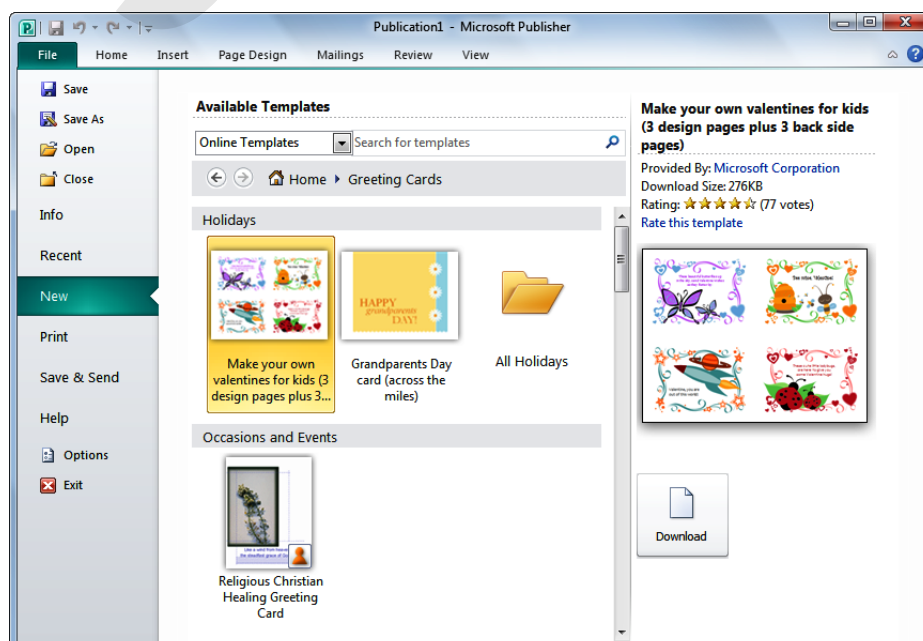 Publication1 - Microsoft Publisher
File Home Insert Page Design Mailings Review View
Save
Save As
Open
Close
Info
Recent
New
Print
Save & Send
Help
Options
Exit
Available Templates
Online Templates
Search for templates
Home Greeting Cards
Holidays
HAPPY
grandparents
DAY!
Make your own
valentines for kids (3
design pages plus 3...
Grandparents Day
card (across the
miles)
All Holidays
Occasions and Events
Religious Christian
Healing Greeting
Card
Make your own valentines for kids
(3 design pages plus 3 back side
pages)
Provided By: Microsoft Corporation
Download Size: 276KB
Rating: (77 votes)
Rate this template
Download